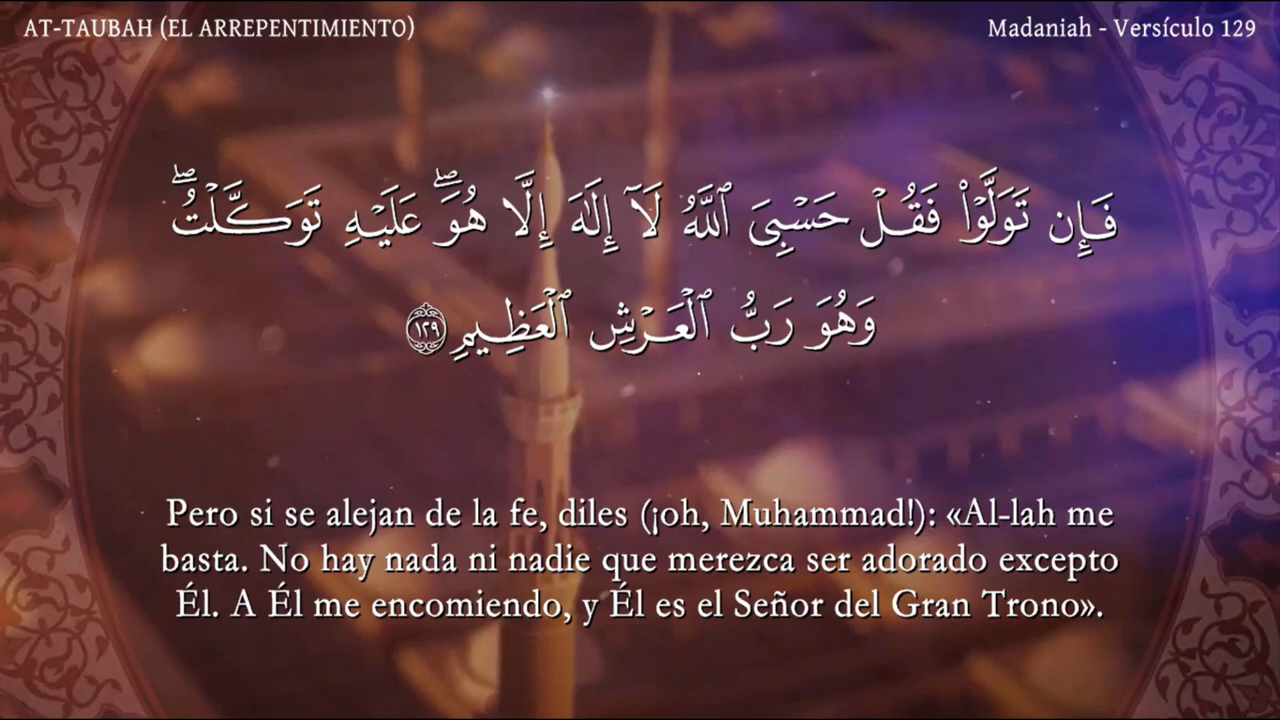 AT-TAUBAH (EL ARREPENTIMIENTO)
Madaniah - Versículo 129
فَإِن تَوَلَّوۡاْ فَقُلۡ حَسۡبِيَ ٱللَّهُ لَآ إِلَٰهَ إِلَّا هُوَۖ عَلَيۡهِ تَوَكَّلۡتُۖ
وَهُوَ رَبُّ ٱلۡعَرۡشِ ٱلۡعَظِيمِ ١٢٩
Pero si se alejan de la fe, diles (¡oh, Muhammad!): «Al-lah me
basta. No hay nada ni nadie que merezca ser adorado excepto
Él. A Él me encomiendo, y Él es el Señor del Gran Trono».